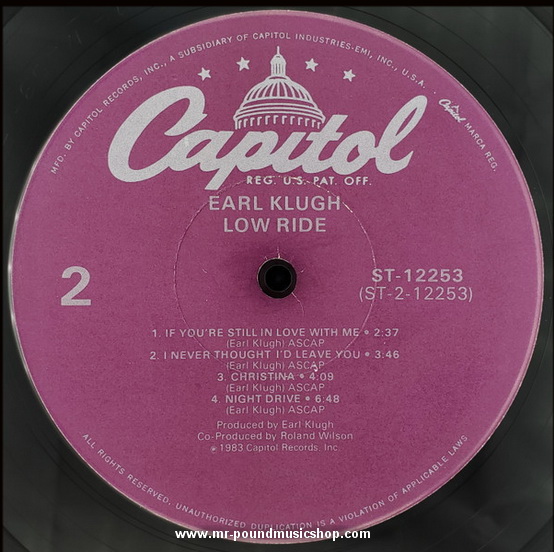 MFD. BY CAPITOL RECORDS, INC., A SUBSIDIARY OF CAPITOL INDUSTRIES-EMI, INC., U.S.A. · Capitol MARCA REG.
Capitol
REG. U.S. PAT. OFF.
EARL KLUGH
LOW RIDE
2
ST-12253
(ST-2-12253)
1. IF YOU'RE STILL IN LOVE WITH ME • 2:37
(Earl Klugh) ASCAP
2. I NEVER THOUGHT I'D LEAVE YOU • 3:46
(Earl Klugh) ASCAP
3. CHRISTINA • 4:09
(Earl Klugh) ASCAP
4. NIGHT DRIVE • 6:48
(Earl Klugh) ASCAP
Produced by Earl Klugh
Co-Produced by Roland Wilson
℗ 1983 Capitol Records, Inc.
ALL RIGHTS RESERVED. UNAUTHORIZED DUPLICATION IS A VIOLATION OF APPLICABLE LAWS
www.mr-poundmusicshop.com